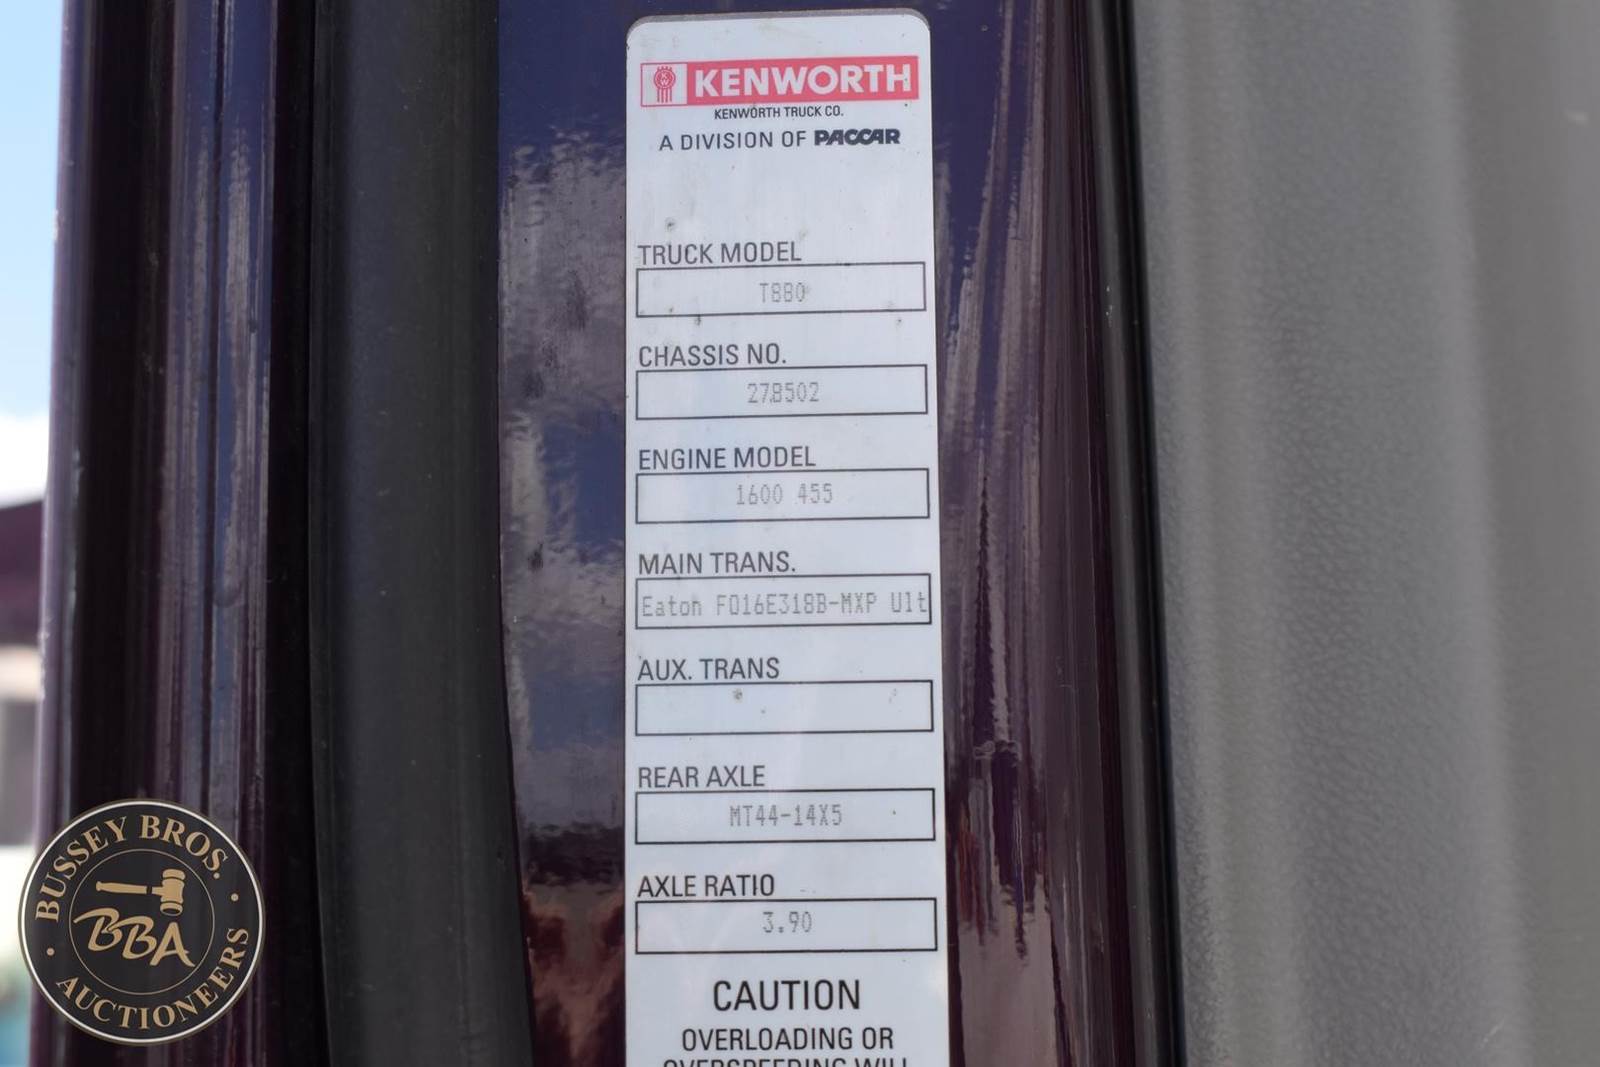 KENWORTH
KENWORTH TRUCK CO.
A DIVISION OF PACCAR
TRUCK MODEL
T880
CHASSIS NO.
278502
ENGINE MODEL
1600 455
MAIN TRANS.
Eaton FO16E318B-MXP Ult
AUX. TRANS
REAR AXLE
MT44-14X5
AXLE RATIO
3.90
CAUTION
OVERLOADING OR
OVERSPEEDING WILL
BUSSEY BROS.
BBA
AUCTIONEERS